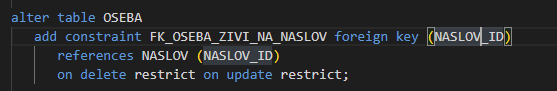 alter table OSEBA
add constraint FK_OSEBA_ZIVI_NA_NASLOV foreign key (NASLOV_ID)
references NASLOV (NASLOV_ID)
on delete restrict on update restrict;